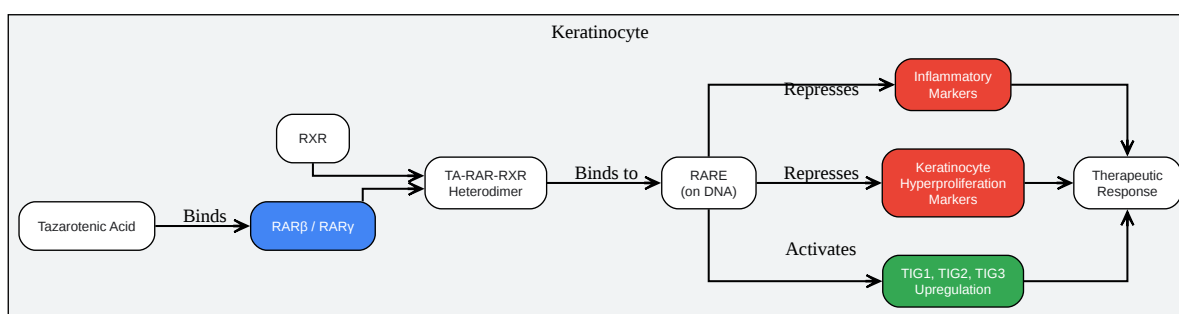 Keratinocyte
Inflammatory
Markers
Represses
RXR
TA-RAR-RXR
Heterodimer
Binds to
RARE
(on DNA)
Represses
Keratinocyte
Hyperproliferation
Markers
Therapeutic
Response
Tazarotenic Acid
Binds
RARβ / RARγ
Activates
TIG1, TIG2, TIG3
Upregulation